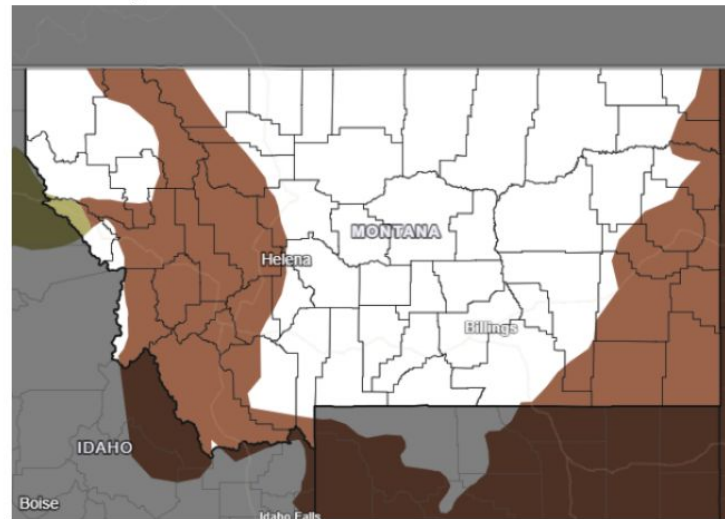 MONTANA
Helena
Billings
IDAHO
Boise
Idaho Falls